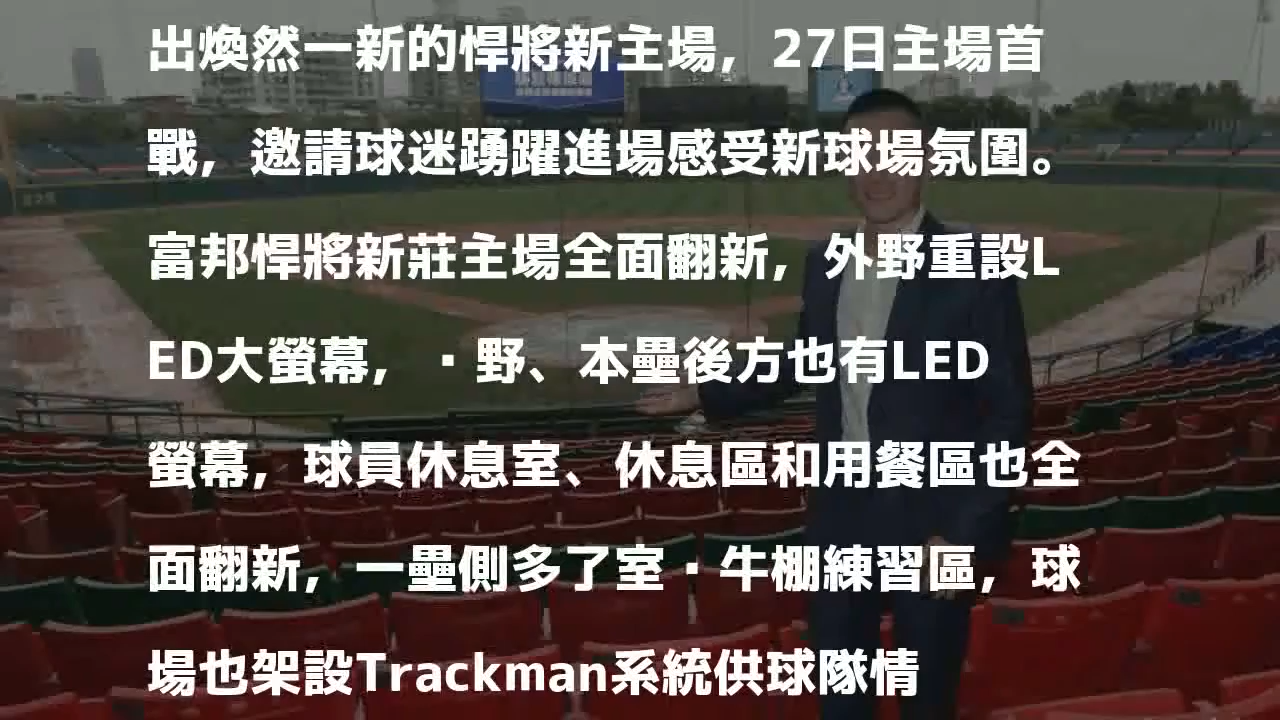 出煥然一新的悍將新主場，27日主場首
戰，邀請球迷踴躍進場感受新球場氛圍。
富邦悍將新莊主場全面翻新，外野重設L
ED大螢幕，·野、本壘後方也有LED
螢幕，球員休息室、休息區和用餐區也全
面翻新，一壘側多了室·牛棚練習區，球
場也架設Trackman系統供球隊情